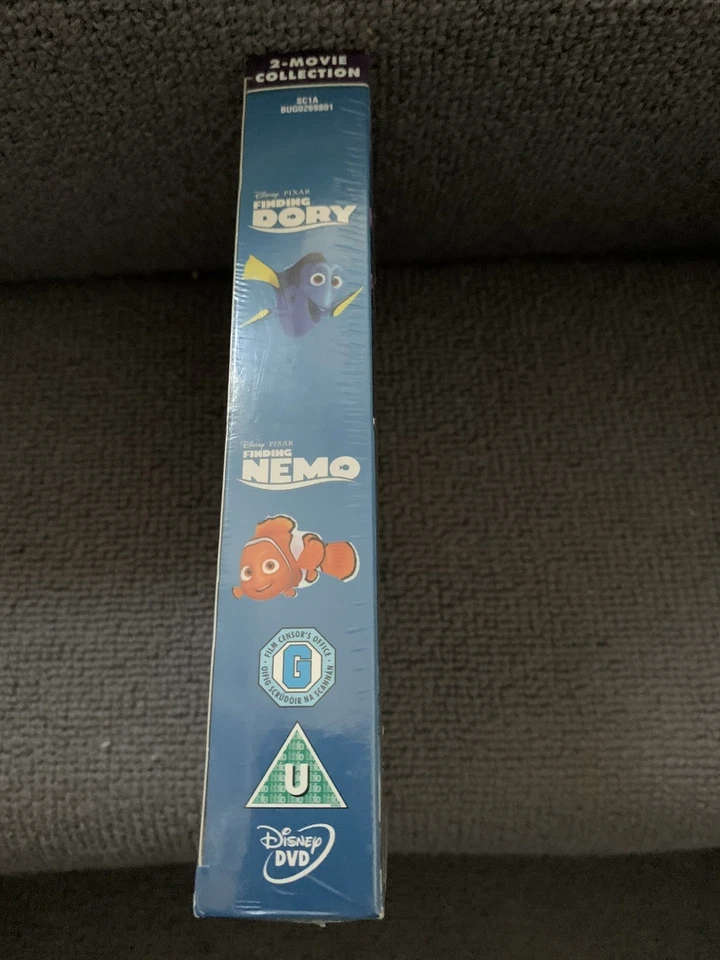 2-MOVIE
COLLECTION
SC1A
BUG0269801
Disney PIXAR
FINDING
DORY
Disney PIXAR
FINDING
NEMO
FILM CENSOR'S OFFICE
G
OIFIG SCRÚDÓIR NA SCANNÁN
U
Disney
DVD